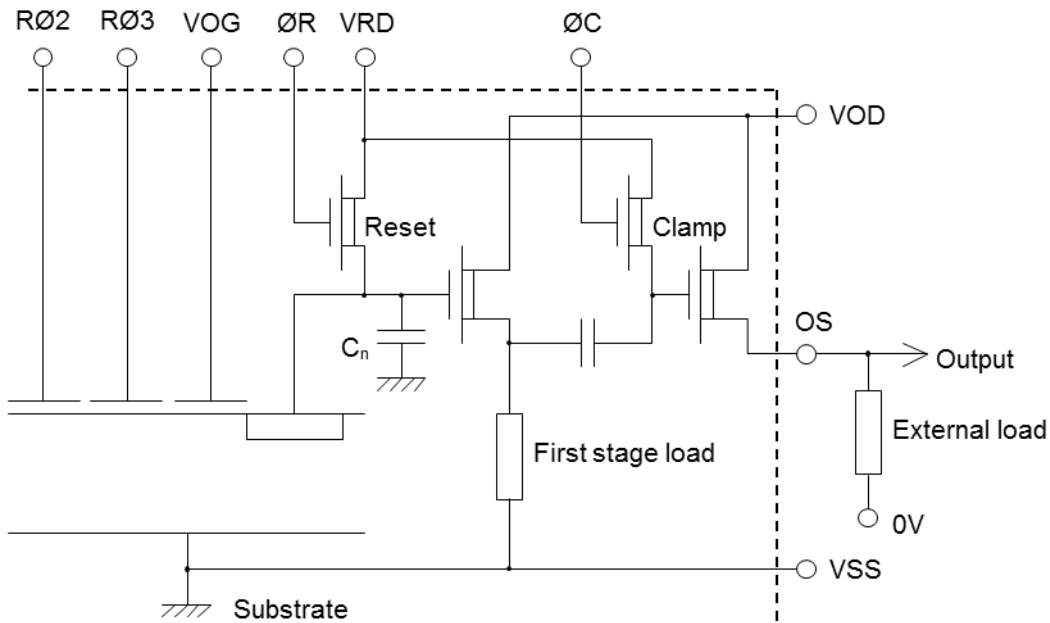 RØ2 RØ3 VOG ØR VRD ØC
VOD
Reset
Clamp
Cₙ
OS
Output
First stage load
External load
0V
VSS
Substrate